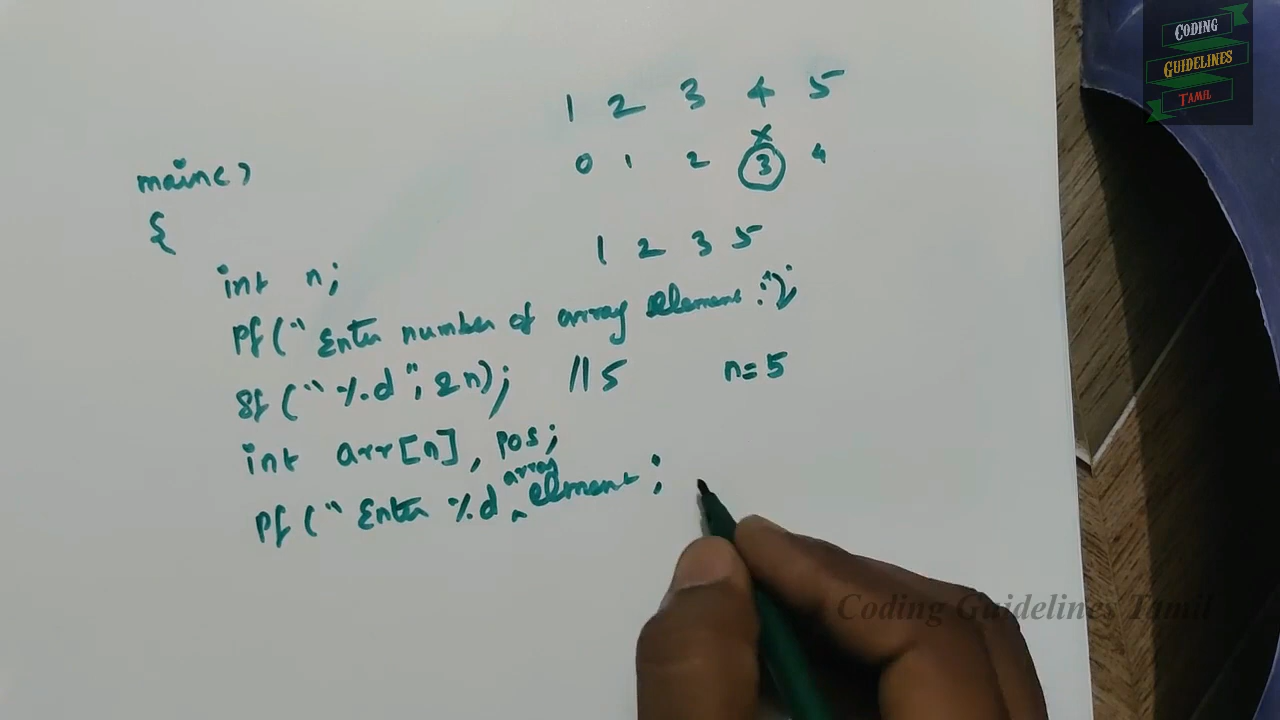 CODING
GUIDELINES
TAMIL
1 2 3 4 5
x
0 1 2 3 4
1 2 3 5
main()
{
int n;
Pf("Enter number of array element:");
Sf("%d", &n); //5 n=5
int arr[n], pos;
Pf("Enter %d array element:
Coding Guidelines Tamil